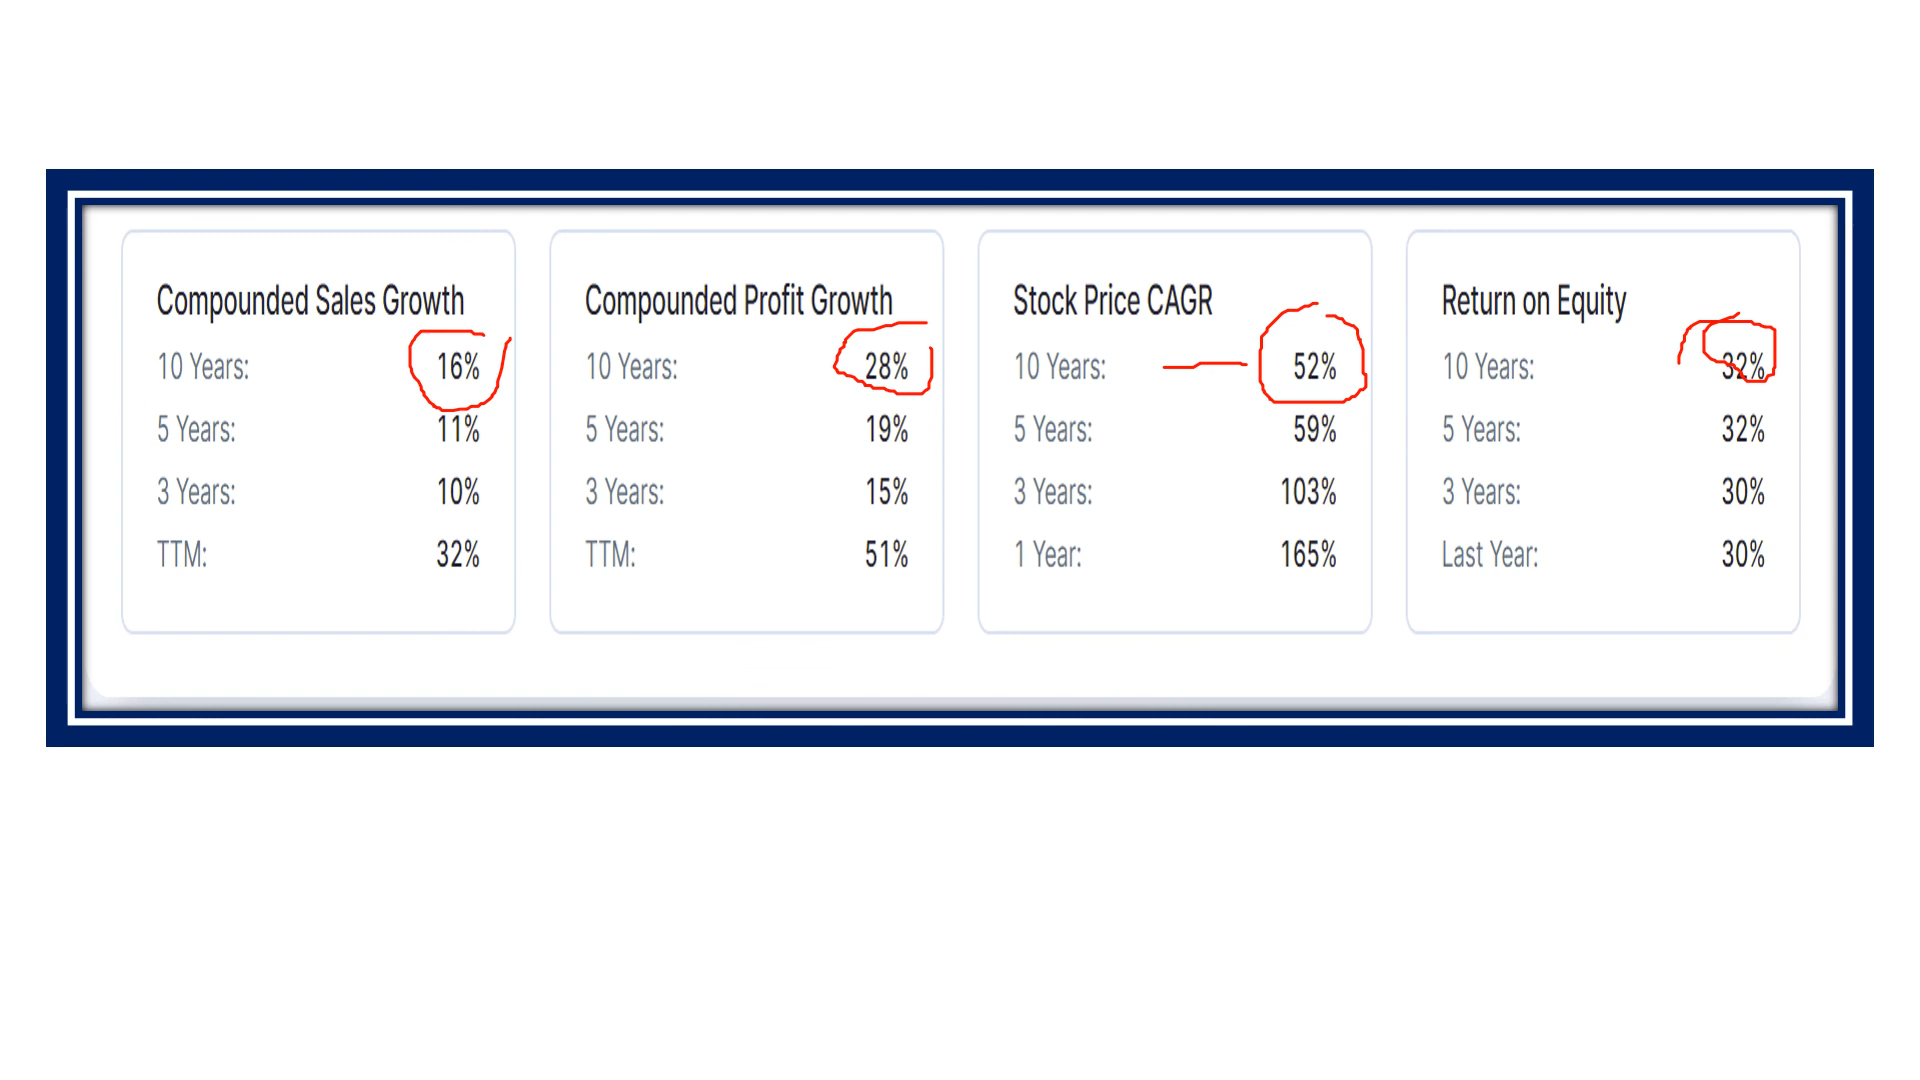 Compounded Sales Growth
10 Years: 16%
5 Years: 11%
3 Years: 10%
TTM: 32%
Compounded Profit Growth
10 Years: 28%
5 Years: 19%
3 Years: 15%
TTM: 51%
Stock Price CAGR
10 Years: 52%
5 Years: 59%
3 Years: 103%
1 Year: 165%
Return on Equity
10 Years: 32%
5 Years: 32%
3 Years: 30%
Last Year: 30%